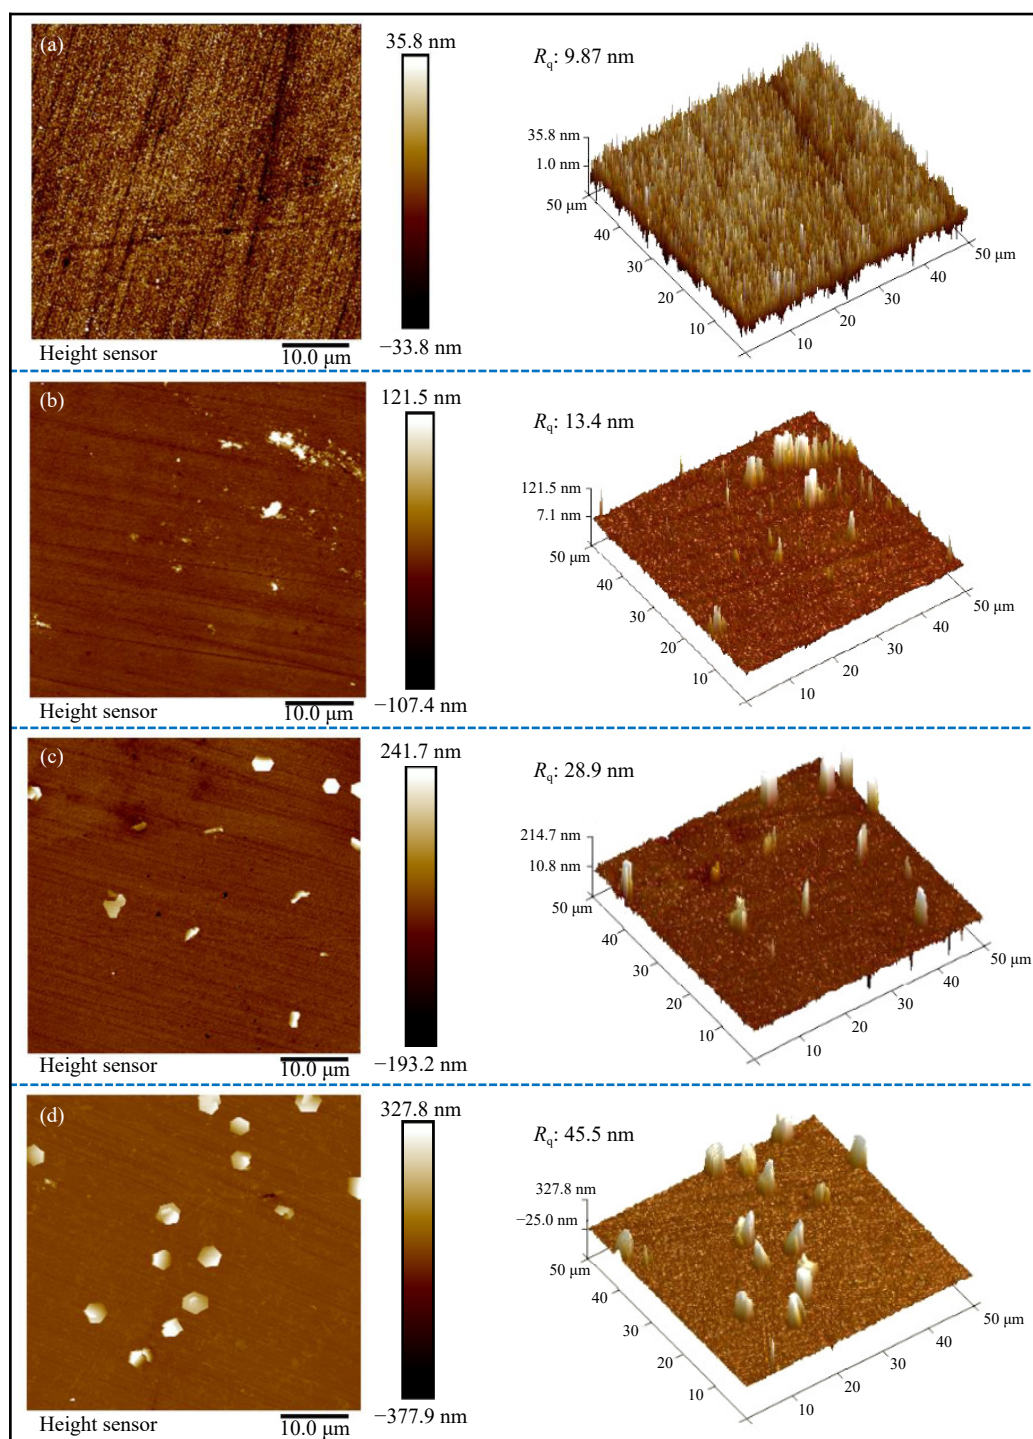 (a)
35.8 nm
−33.8 nm
Height sensor
10.0 μm
Rq: 9.87 nm
35.8 nm
1.0 nm
50 μm
40
30
20
10
10
20
30
40
50 μm
(b)
121.5 nm
−107.4 nm
Height sensor
10.0 μm
Rq: 13.4 nm
121.5 nm
7.1 nm
50 μm
40
30
20
10
10
20
30
40
50 μm
(c)
241.7 nm
−193.2 nm
Height sensor
10.0 μm
Rq: 28.9 nm
214.7 nm
10.8 nm
50 μm
40
30
20
10
10
20
30
40
50 μm
(d)
327.8 nm
−377.9 nm
Height sensor
10.0 μm
Rq: 45.5 nm
327.8 nm
−25.0 nm
50 μm
40
30
20
10
10
20
30
40
50 μm